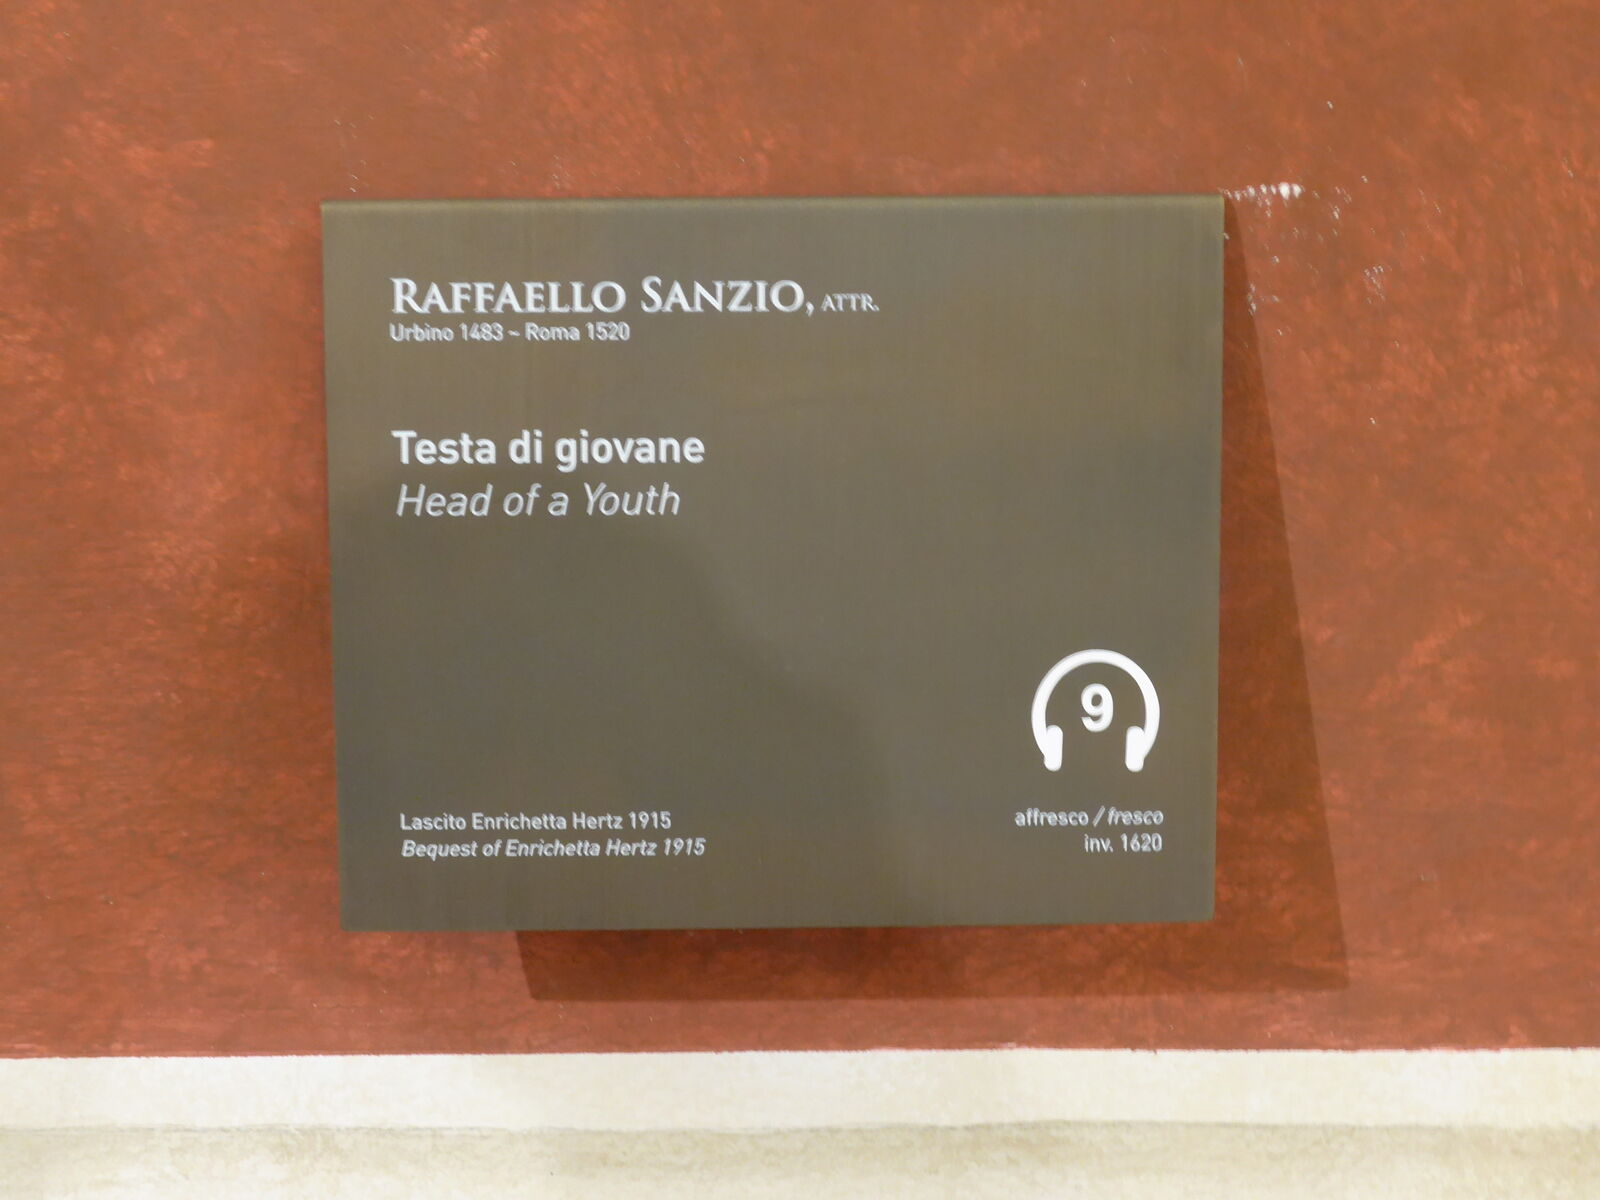 RAFFAELLO SANZIO, ATTR.
Urbino 1483 ~ Roma 1520
Testa di giovane
Head of a Youth
9
Lascito Enrichetta Hertz 1915
Bequest of Enrichetta Hertz 1915
affresco / fresco
inv. 1620